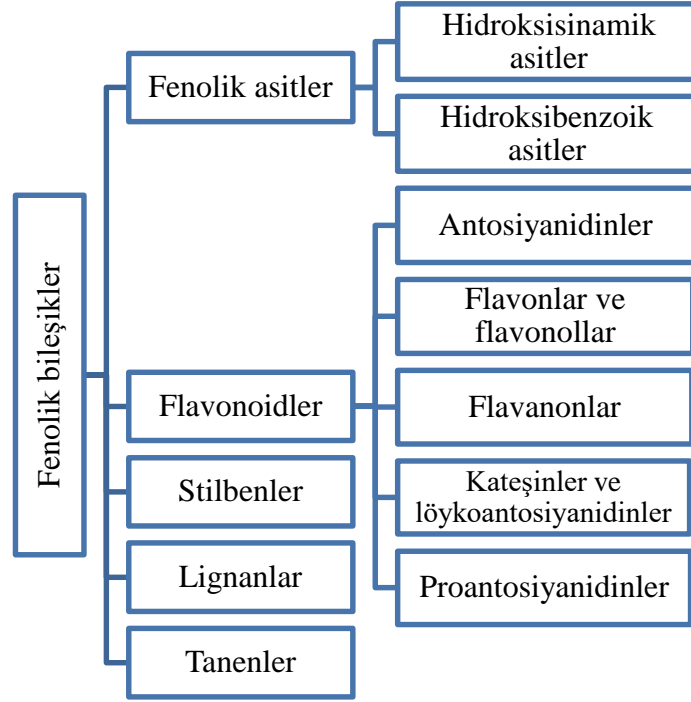 Fenolik bileşikler
Fenolik asitler
Hidroksisinamik
asitler
Hidroksibenzoik
asitler
Flavonoidler
Antosiyanidinler
Flavonlar ve
flavonollar
Flavanonlar
Kateşinler ve
löykoantosiyanidinler
Proantosiyanidinler
Stilbenler
Lignanlar
Tanenler